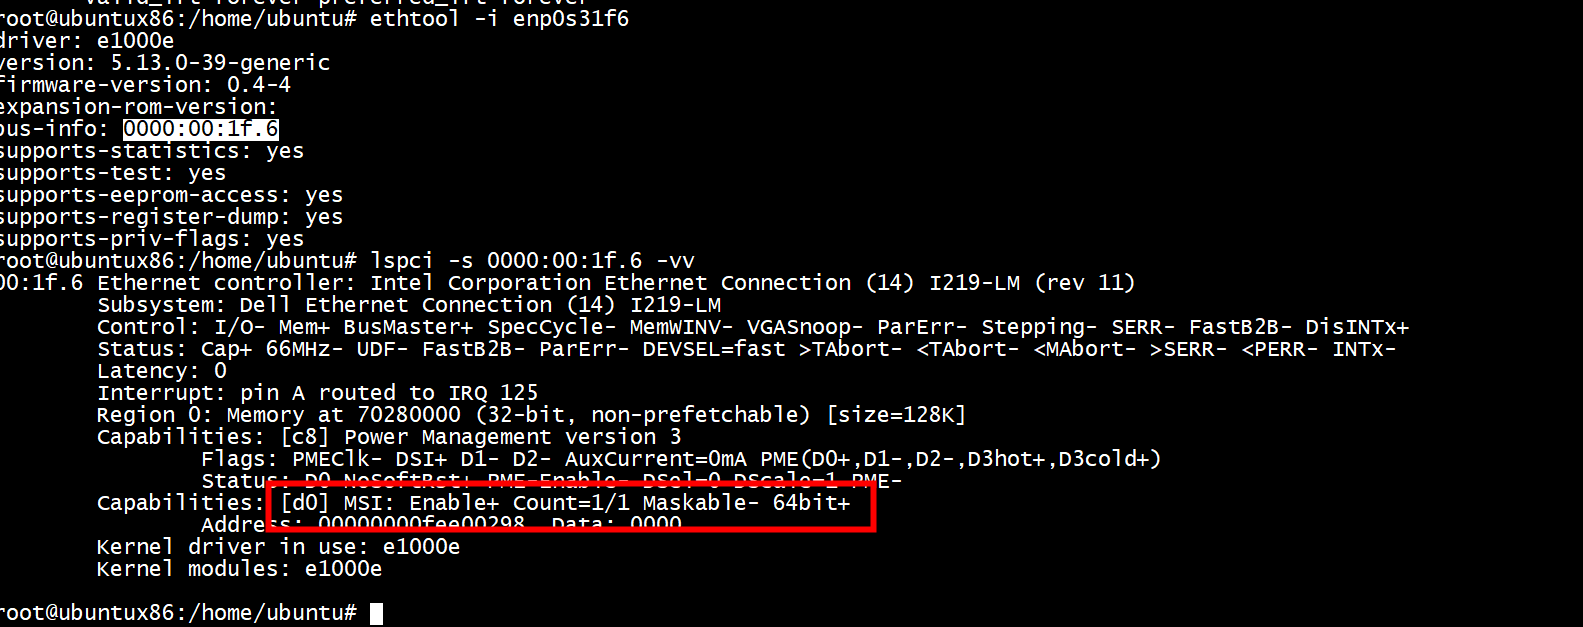 valid_lft forever preferred_lft forever
root@ubuntux86:/home/ubuntu# ethtool -i enp0s31f6
driver: e1000e
version: 5.13.0-39-generic
firmware-version: 0.4-4
expansion-rom-version:
bus-info: 0000:00:1f.6
supports-statistics: yes
supports-test: yes
supports-eeprom-access: yes
supports-register-dump: yes
supports-priv-flags: yes
root@ubuntux86:/home/ubuntu# lspci -s 0000:00:1f.6 -vv
00:1f.6 Ethernet controller: Intel Corporation Ethernet Connection (14) I219-LM (rev 11)
Subsystem: Dell Ethernet Connection (14) I219-LM
Control: I/O- Mem+ BusMaster+ SpecCycle- MemWINV- VGASnoop- ParErr- Stepping- SERR- FastB2B- DisINTx+
Status: Cap+ 66MHz- UDF- FastB2B- ParErr- DEVSEL=fast >TAbort- <TAbort- <MAbort- >SERR- <PERR- INTx-
Latency: 0
Interrupt: pin A routed to IRQ 125
Region 0: Memory at 70280000 (32-bit, non-prefetchable) [size=128K]
Capabilities: [c8] Power Management version 3
Flags: PMEClk- DSI+ D1- D2- AuxCurrent=0mA PME(D0+,D1-,D2-,D3hot+,D3cold+)
Status: D0 NoSoftRst+ PME-Enable- DSel=0 DScale=1 PME-
Capabilities: [d0] MSI: Enable+ Count=1/1 Maskable- 64bit+
Address: 00000000fee00298 Data: 0000
Kernel driver in use: e1000e
Kernel modules: e1000e
root@ubuntux86:/home/ubuntu#